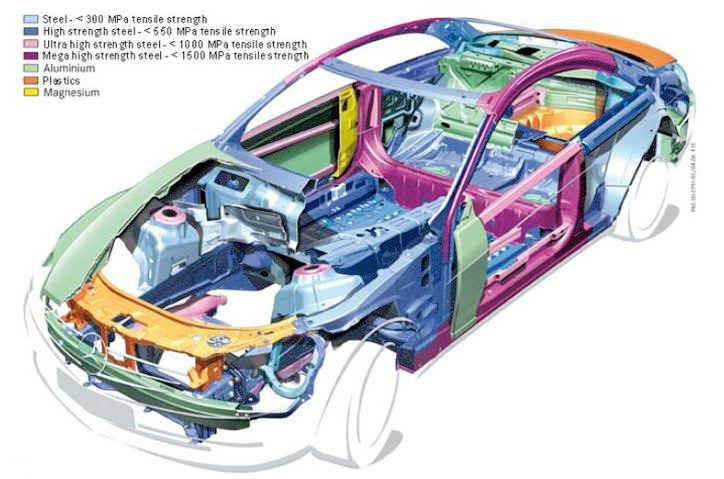 Steel - < 300 MPa tensile strength
High strength steel - < 550 MPa tensile strength
Ultra high strength steel - < 1000 MPa tensile strength
Mega high strength steel - < 1500 MPa tensile strength
Aluminium
Plastics
Magnesium